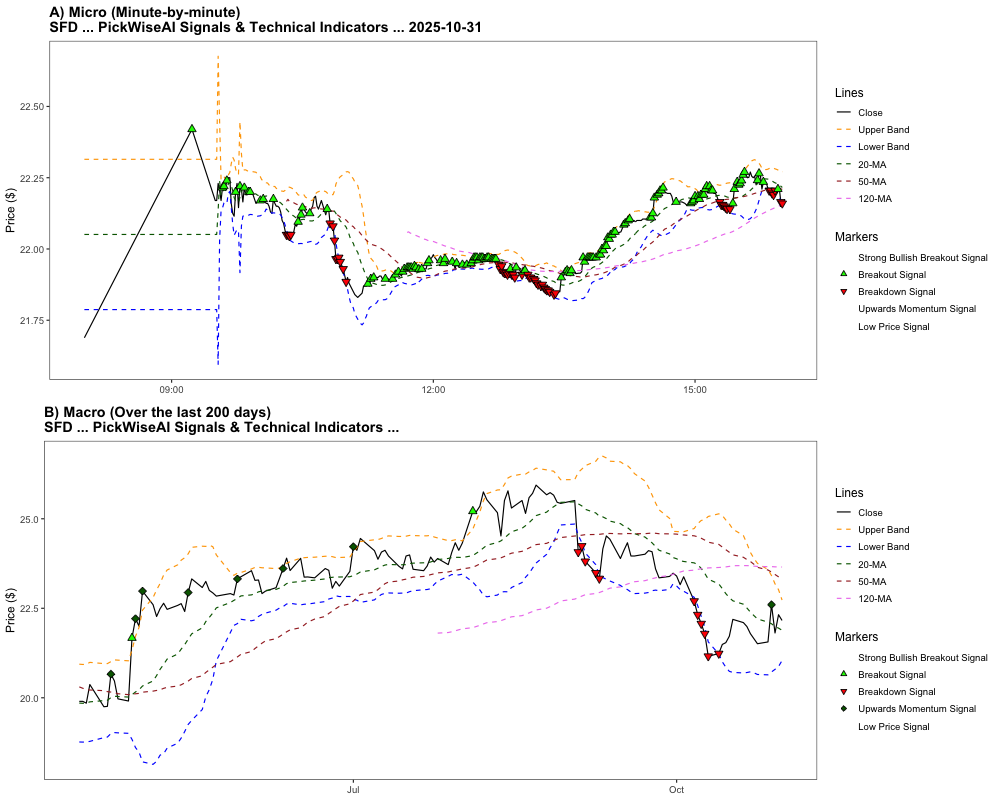 A) Micro (Minute-by-minute)
SFD ... PickWiseAI Signals & Technical Indicators ... 2025-10-31
Price ($)
22.50
22.25
22.00
21.75
09:00
12:00
15:00
Lines
Close
Upper Band
Lower Band
20-MA
50-MA
120-MA
Markers
Strong Bullish Breakout Signal
Breakout Signal
Breakdown Signal
Upwards Momentum Signal
Low Price Signal
B) Macro (Over the last 200 days)
SFD ... PickWiseAI Signals & Technical Indicators ...
Price ($)
25.0
22.5
20.0
Jul
Oct
Lines
Close
Upper Band
Lower Band
20-MA
50-MA
120-MA
Markers
Strong Bullish Breakout Signal
Breakout Signal
Breakdown Signal
Upwards Momentum Signal
Low Price Signal